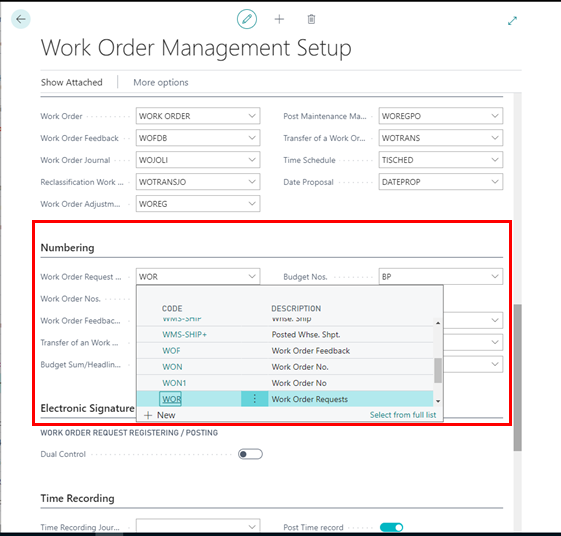 Work Order Management Setup
Show Attached More options
Work Order WORK ORDER Post Maintenance Ma... WOREGPO
Work Order Feedback WOFDB Transfer of a Work Or... WOTRANS
Work Order Journal WOJOLI Time Schedule TISCHED
Reclassification Work ... WOTRANSJO Date Proposal DATEPROP
Work Order Adjustm... WOREG
Numbering
Work Order Request ... WOR Budget Nos. BP
Work Order Nos.
Work Order Feedbac...
Transfer of an Work ...
Budget Sum/Headlin...
CODE DESCRIPTION
WMS-SHIP Whse. Ship
WMS-SHIP+ Posted Whse. Shpt.
WOF Work Order Feedback
WON Work Order No.
WON1 Work Order No
WOR Work Order Requests
+ New Select from full list
Electronic Signature
WORK ORDER REQUEST REGISTERING / POSTING
Dual Control
Time Recording
Time Recording Jour... Post Time record